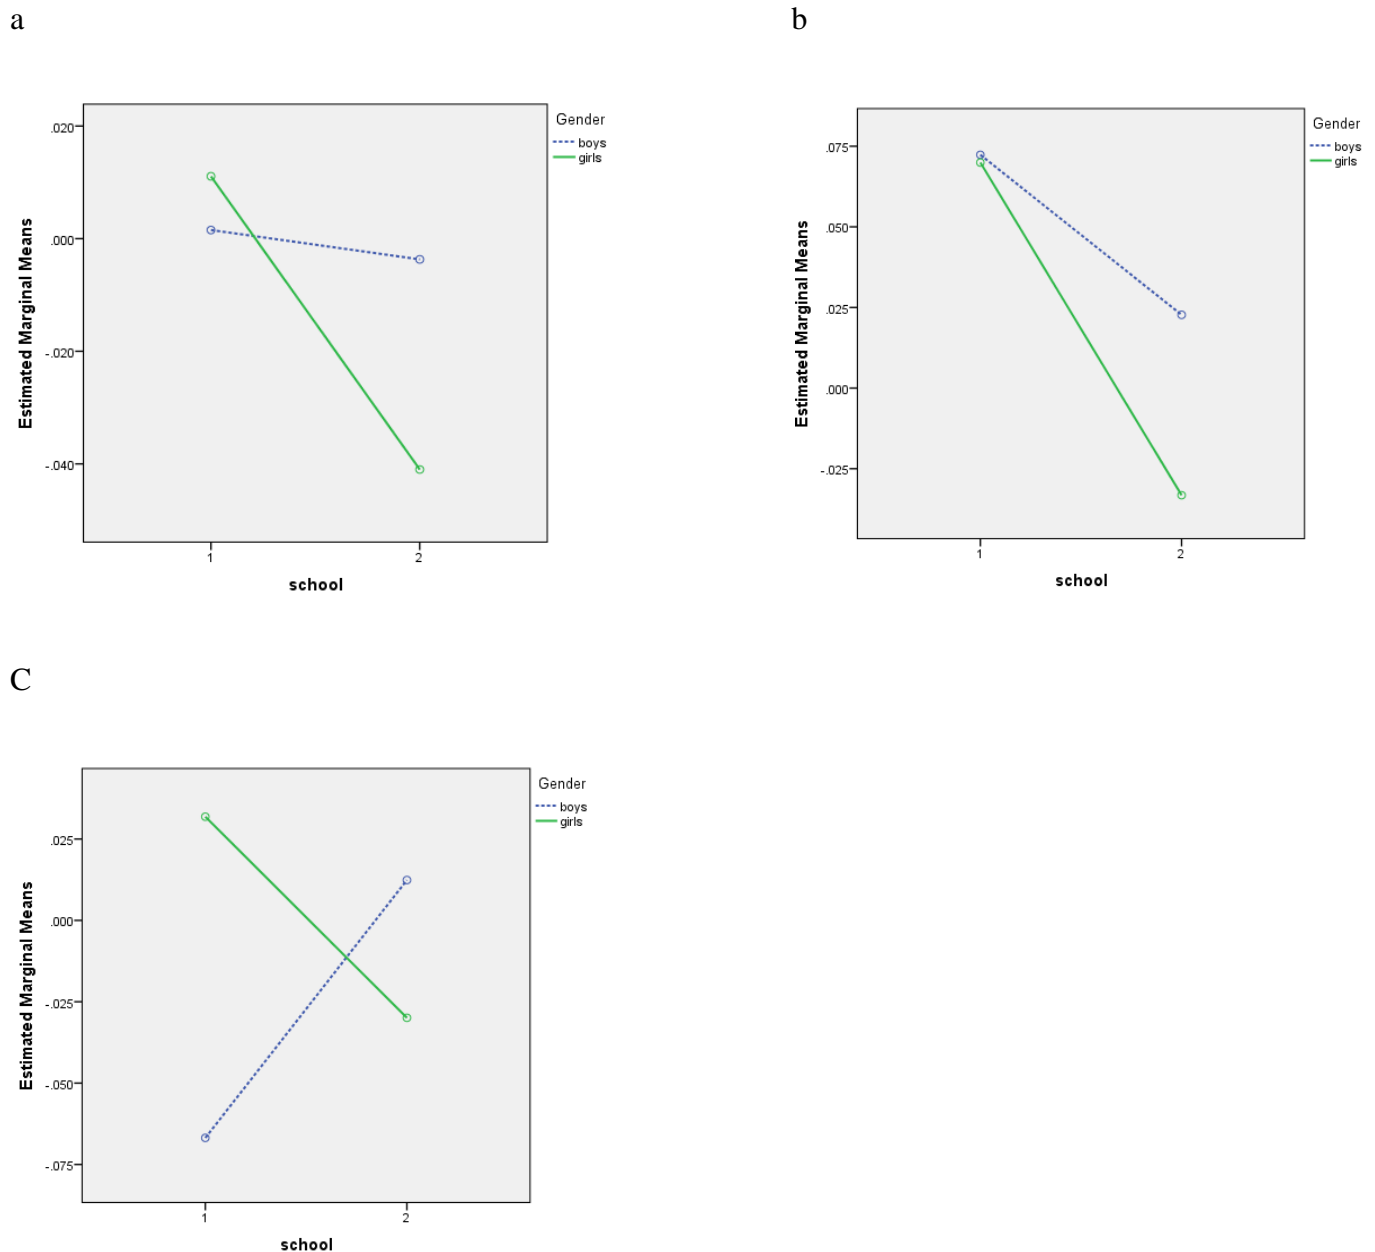 a
Gender
boys
girls
.020
.000
-.020
-.040
Estimated Marginal Means
1
2
school
b
Gender
boys
girls
.075
.050
.025
.000
-.025
Estimated Marginal Means
1
2
school
C
Gender
boys
girls
.025
.000
-.025
-.050
-.075
Estimated Marginal Means
1
2
school